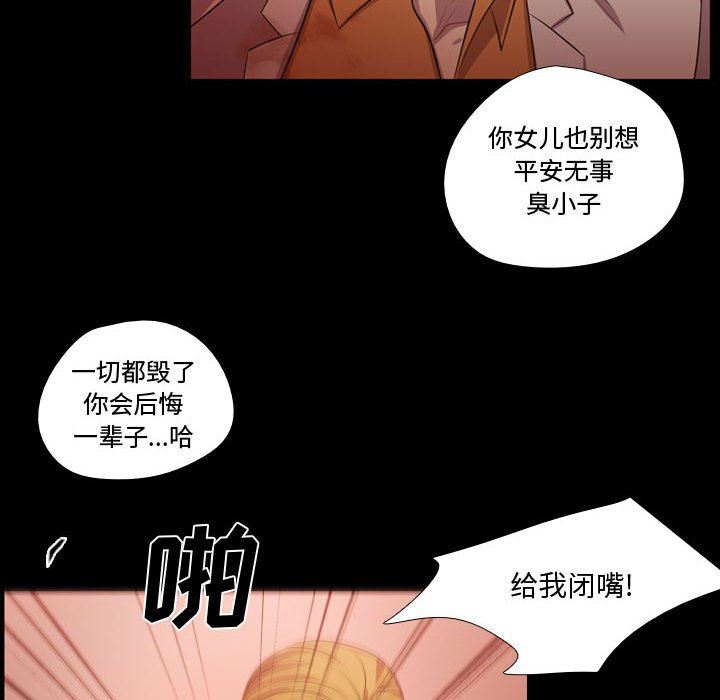 你女儿也别想
平安无事
臭小子
一切都毁了
你会后悔
一辈子...哈
啪
给我闭嘴!